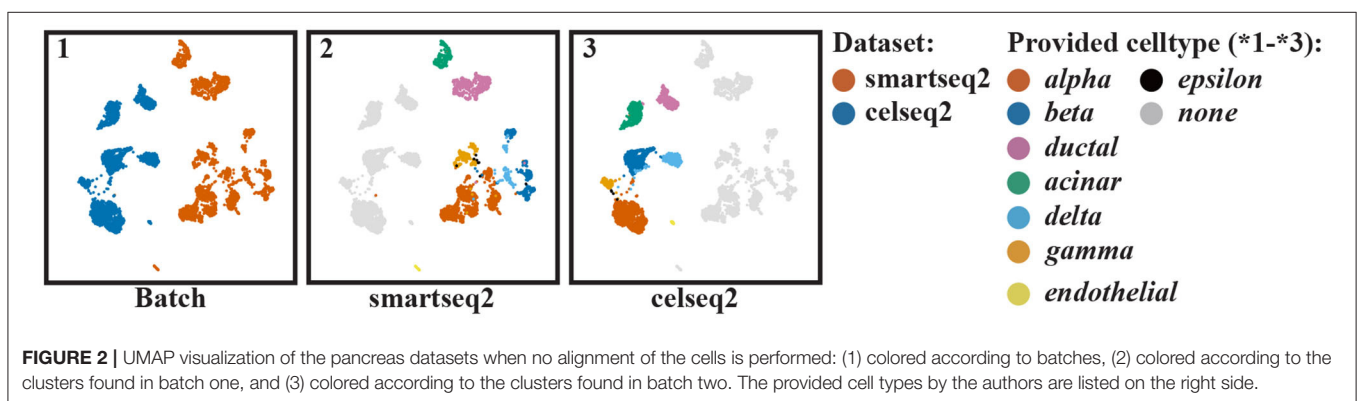 1
2
3
Batch
smartseq2
celseq2
Dataset:
smartseq2
celseq2
Provided celltype (*1-*3):
alpha
beta
ductal
acinar
delta
gamma
endothelial
epsilon
none
FIGURE 2 | UMAP visualization of the pancreas datasets when no alignment of the cells is performed: (1) colored according to batches, (2) colored according to the
clusters found in batch one, and (3) colored according to the clusters found in batch two. The provided cell types by the authors are listed on the right side.